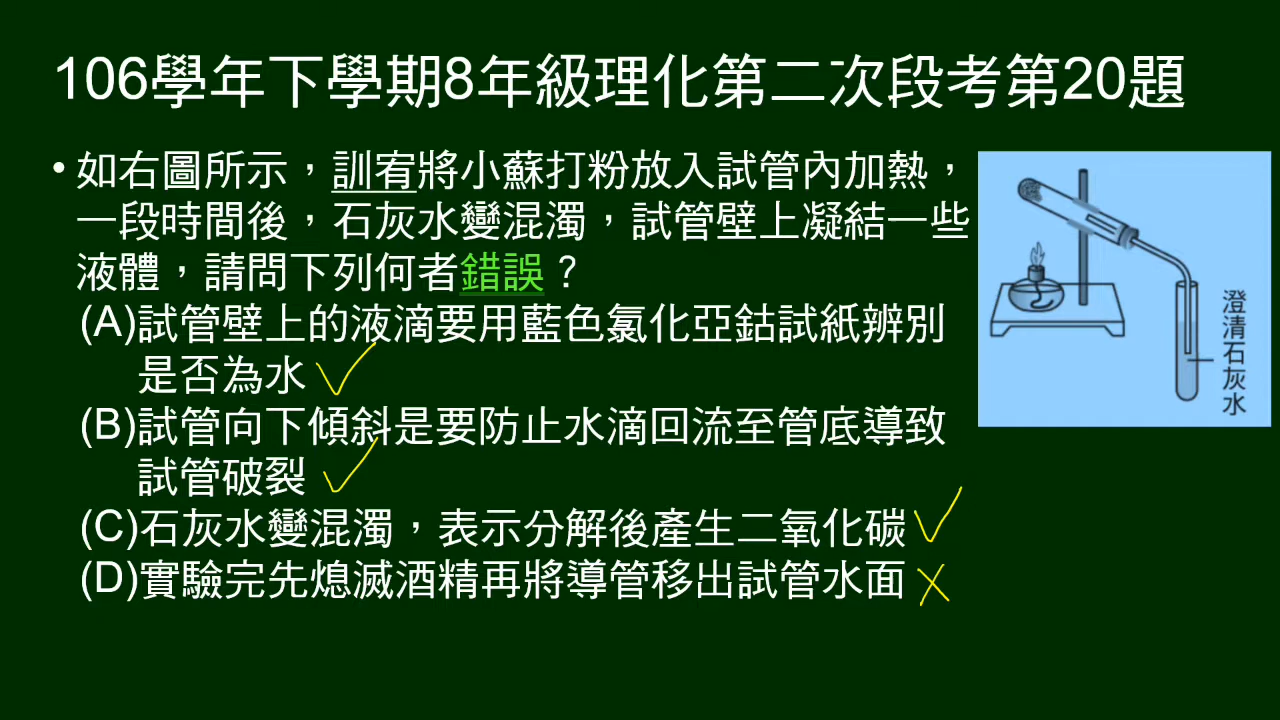 106學年下學期8年級理化第二次段考第20題
•如右圖所示，訓宥將小蘇打粉放入試管內加熱，
一段時間後，石灰水變混濁，試管壁上凝結一些
液體，請問下列何者錯誤？
(A)試管壁上的液滴要用藍色氯化亞鈷試紙辨別
是否為水
(B)試管向下傾斜是要防止水滴回流至管底導致
試管破裂
(C)石灰水變混濁，表示分解後產生二氧化碳
(D)實驗完先熄滅酒精再將導管移出試管水面
澄清石灰水